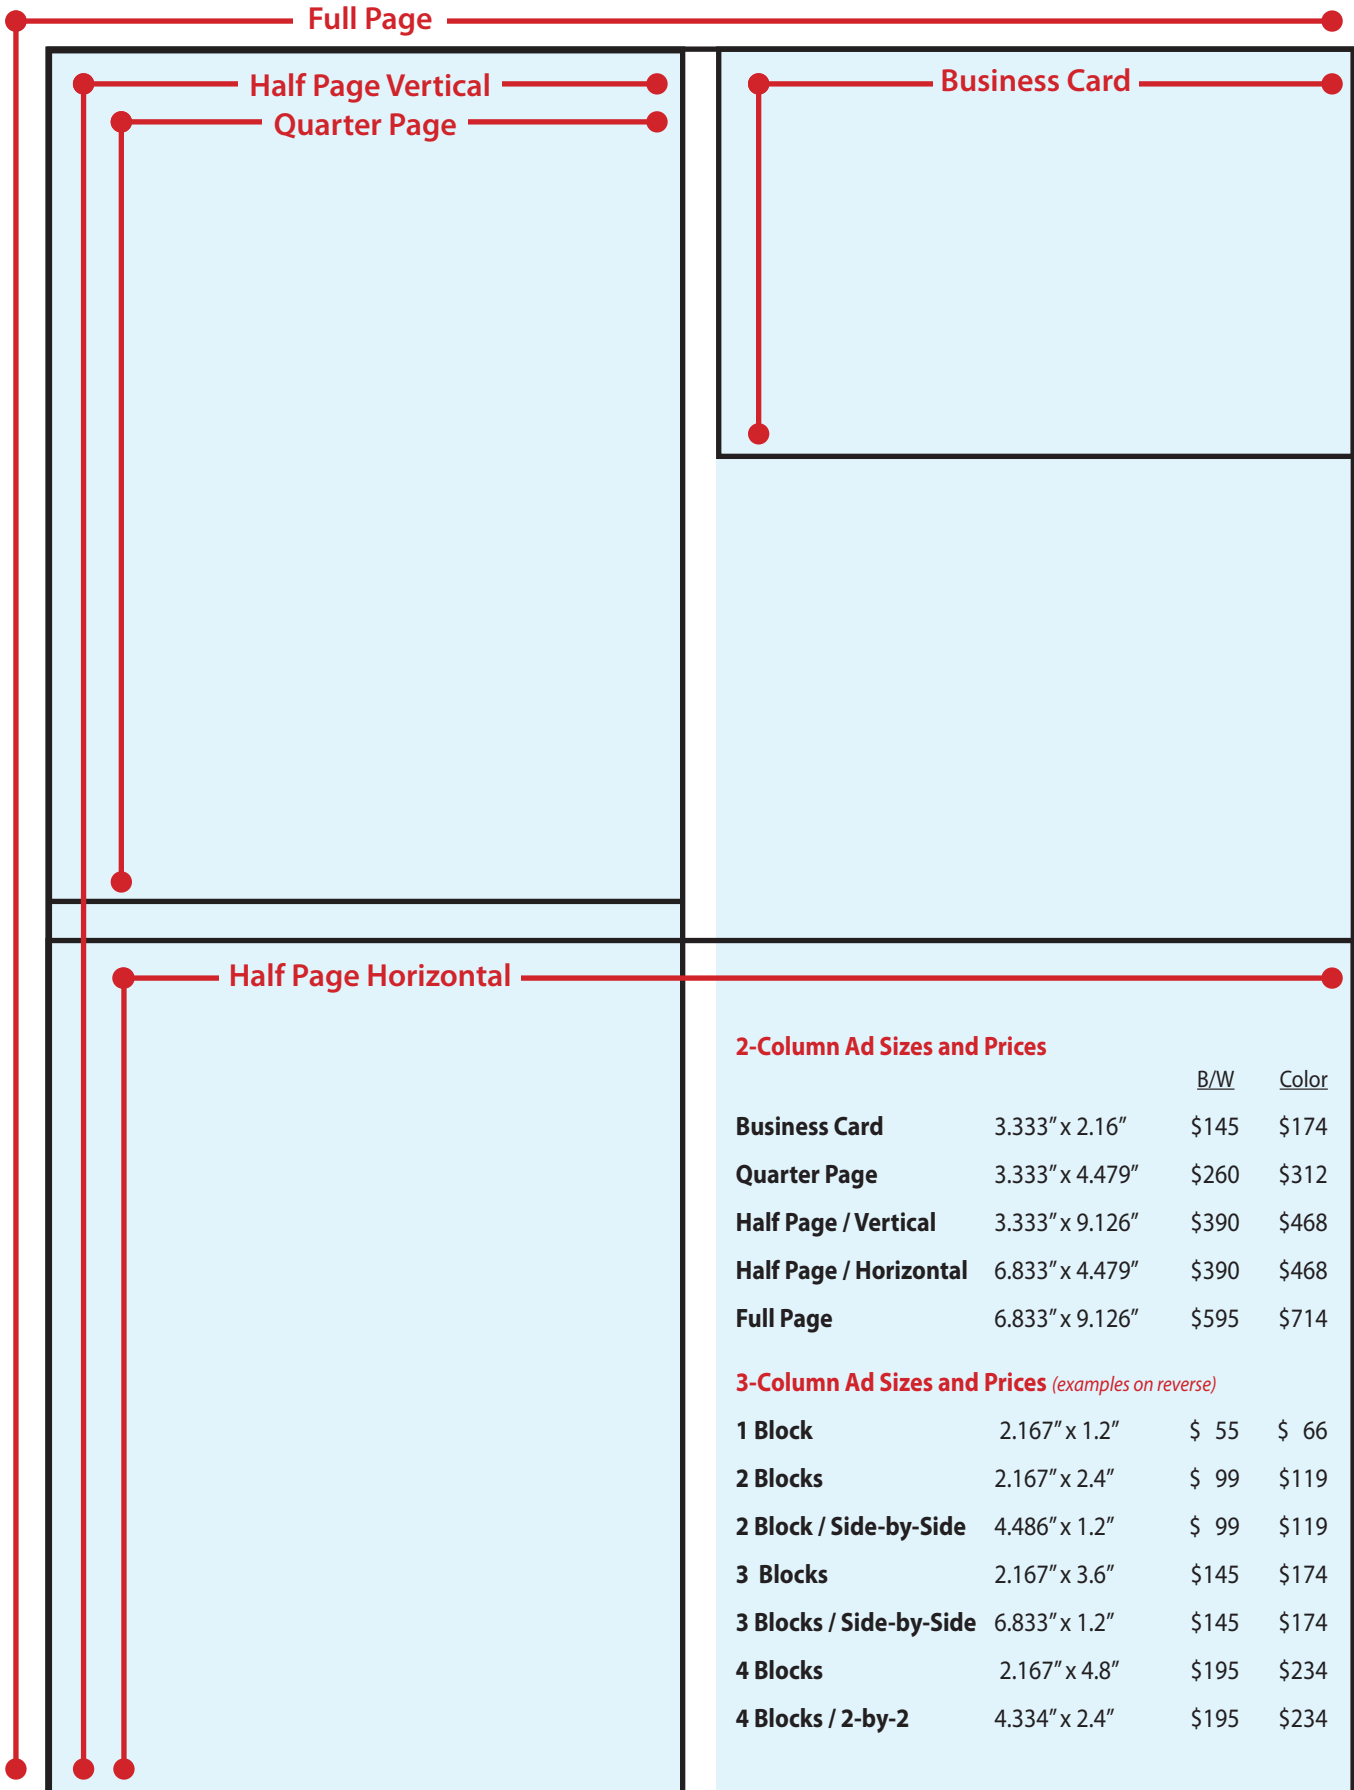 Full Page
Half Page Vertical
Quarter Page
Business Card
Half Page Horizontal
2-Column Ad Sizes and Prices
B/W Color
Business Card 3.333” x 2.16” $145 $174
Quarter Page 3.333” x 4.479” $260 $312
Half Page / Vertical 3.333” x 9.126” $390 $468
Half Page / Horizontal 6.833” x 4.479” $390 $468
Full Page 6.833” x 9.126” $595 $714
3-Column Ad Sizes and Prices (examples on reverse)
1 Block 2.167” x 1.2” $ 55 $ 66
2 Blocks 2.167” x 2.4” $ 99 $119
2 Block / Side-by-Side 4.486” x 1.2” $ 99 $119
3 Blocks 2.167” x 3.6” $145 $174
3 Blocks / Side-by-Side 6.833” x 1.2” $145 $174
4 Blocks 2.167” x 4.8” $195 $234
4 Blocks / 2-by-2 4.334” x 2.4” $195 $234